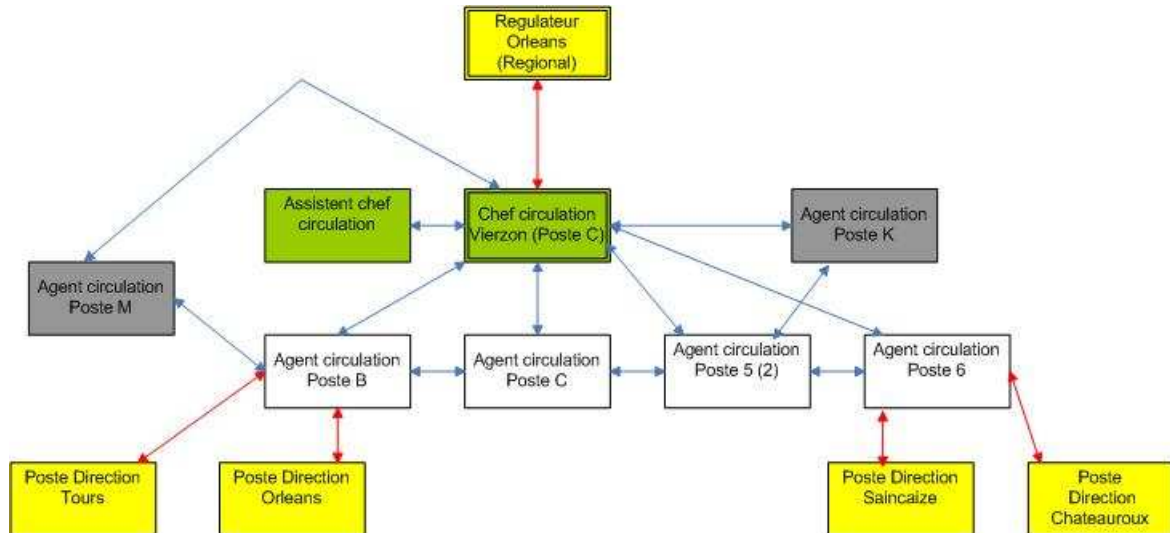 Regulateur
Orleans
(Regional)
Assistent chef
circulation
Chef circulation
Vierzon (Poste C)
Agent circulation
Poste K
Agent circulation
Poste M
Agent circulation
Poste B
Agent circulation
Poste C
Agent circulation
Poste 5 (2)
Agent circulation
Poste 6
Poste Direction
Tours
Poste Direction
Orleans
Poste Direction
Saincaize
Poste
Direction
Chateauroux